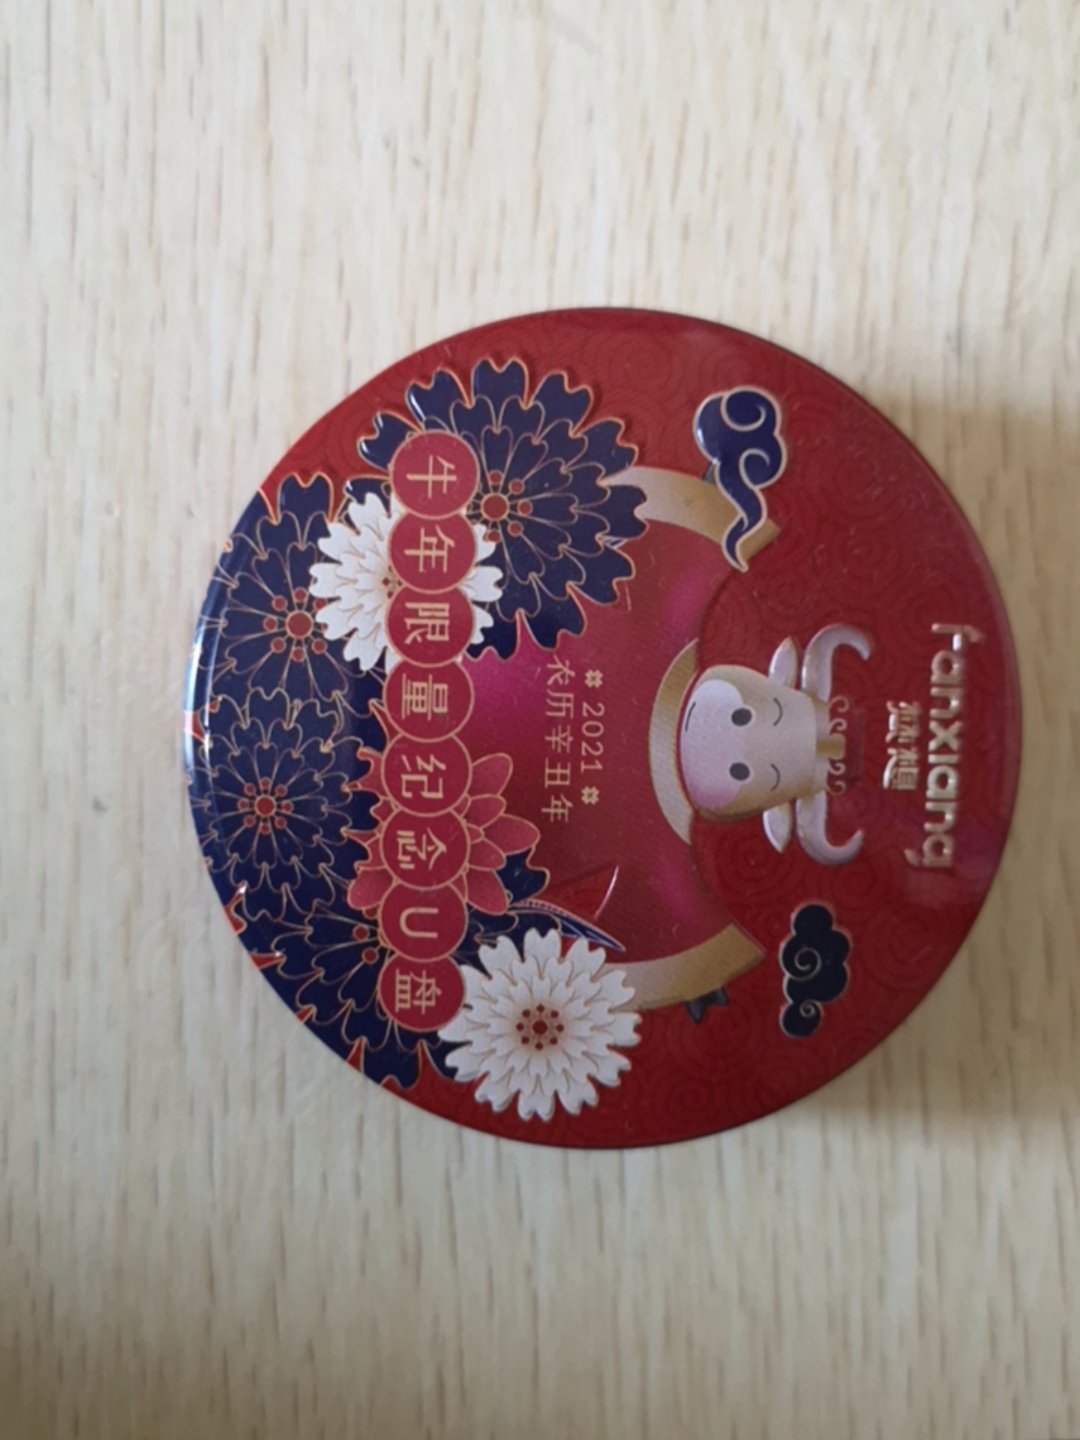 fanxiang
梵想
# 2021 #
农历辛丑年
牛年限量纪念U盘